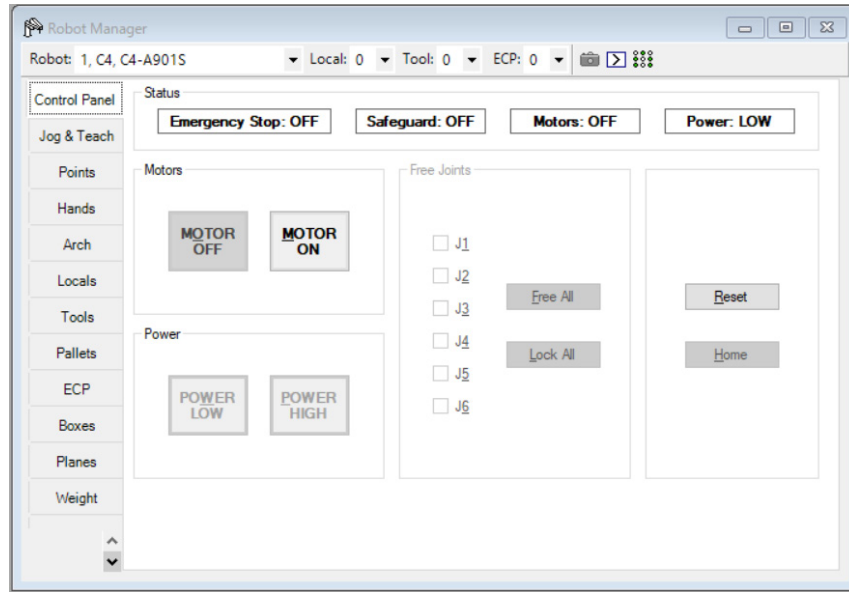 Robot Manager
Robot: 1, C4, C4-A901S Local: 0 Tool: 0 ECP: 0
Control Panel
Jog & Teach
Points
Hands
Arch
Locals
Tools
Pallets
ECP
Boxes
Planes
Weight
Status
Emergency Stop: OFF Safeguard: OFF Motors: OFF Power: LOW
Motors
MOTOR
OFF
MOTOR
ON
Power
POWER
LOW
POWER
HIGH
Free Joints
J1
J2
J3
J4
J5
J6
Free All
Lock All
Reset
Home